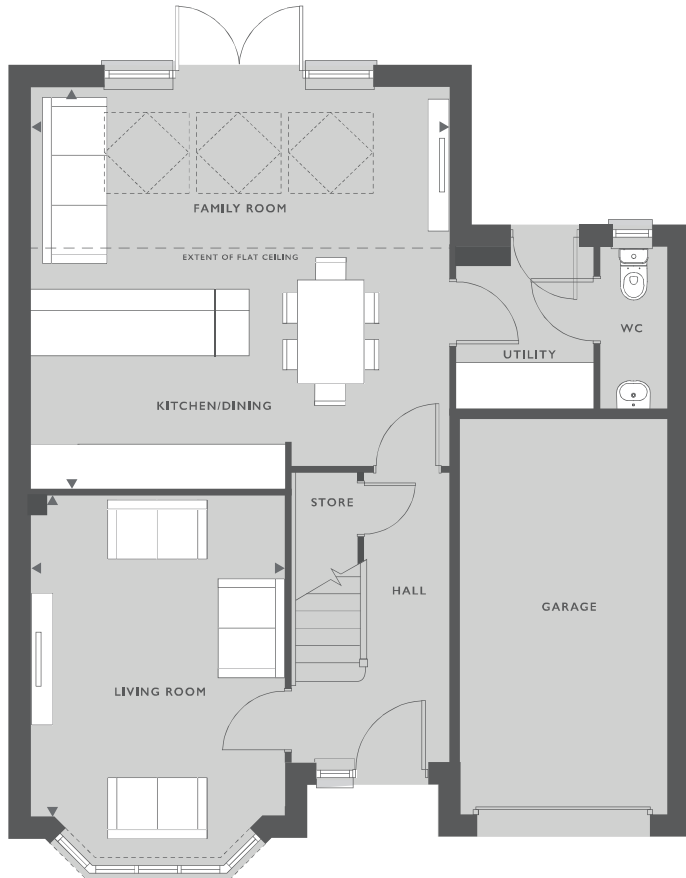 FAMILY ROOM
EXTENT OF FLAT CEILING
WC
UTILITY
KITCHEN/DINING
STORE
HALL
GARAGE
LIVING ROOM